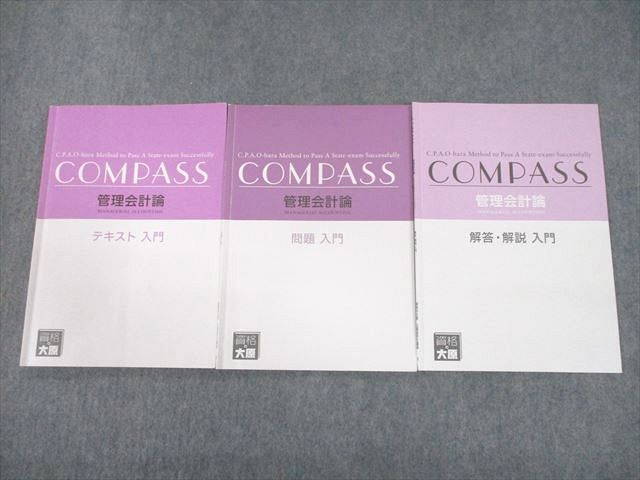 C.P.A.O-hara Method to Pass A State-exam Successfully
COMPASS
管理会計論
MANAGERIAL ACCOUNTING
テキスト 入門
資格の
大原
C.P.A.O-hara Method to Pass A State-exam Successfully
COMPASS
管理会計論
MANAGERIAL ACCOUNTING
問題 入門
資格の
大原
C.P.A.O-hara Method to Pass A State-exam Successfully
COMPASS
管理会計論
MANAGERIAL ACCOUNTING
解答・解説 入門
資格の
大原